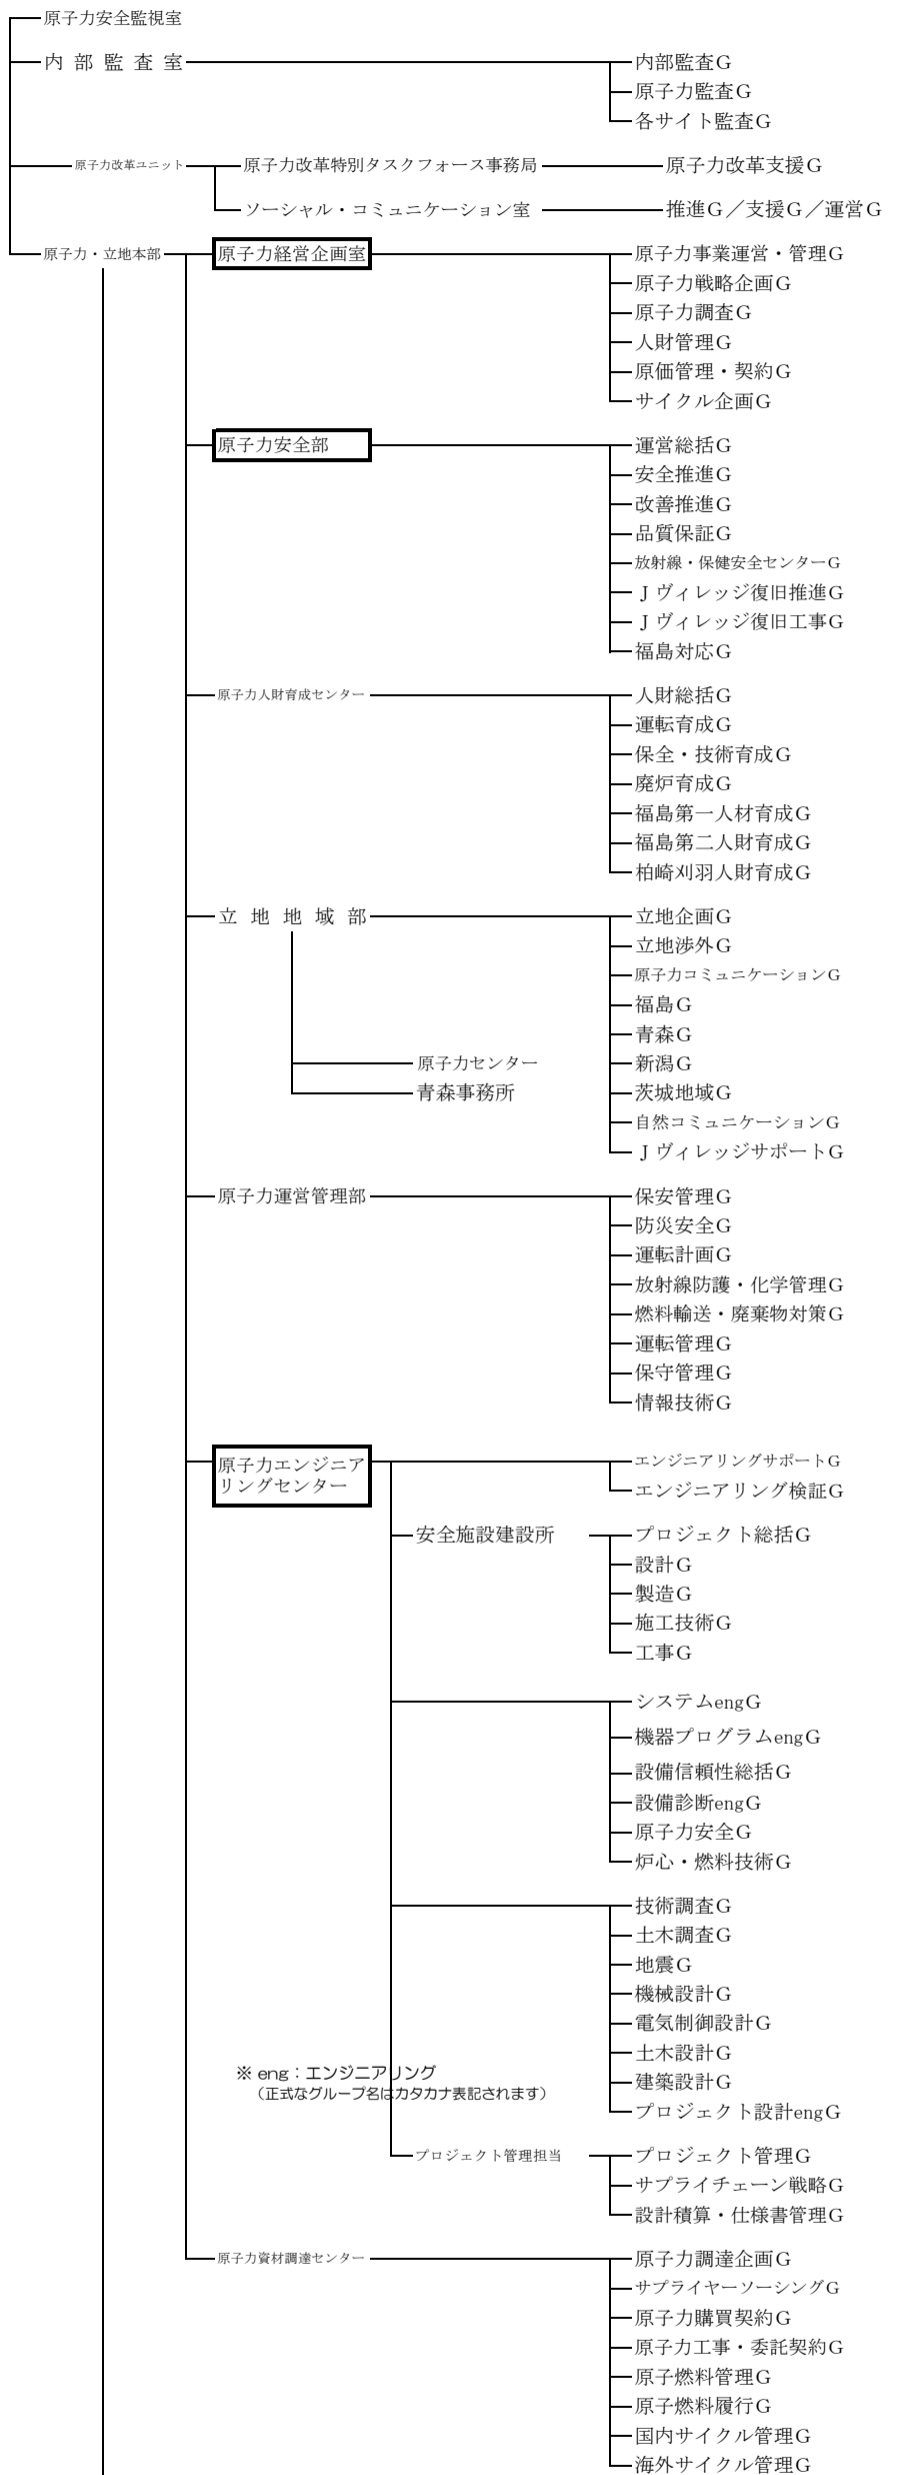 原子力安全監視室
内部監査室
内部監査G
原子力監査G
各サイト監査G
原子力改革ユニット
原子力改革特別タスクフォース事務局
原子力改革支援G
ソーシャル・コミュニケーション室
推進G／支援G／運営G
原子力・立地本部
原子力経営企画室
原子力事業運営・管理G
原子力戦略企画G
原子力調査G
人財管理G
原価管理・契約G
サイクル企画G
原子力安全部
運営総括G
安全推進G
改善推進G
品質保証G
放射線・保健安全センターG
Jヴィレッジ復旧推進G
Jヴィレッジ復旧工事G
福島対応G
原子力人財育成センター
人財総括G
運転育成G
保全・技術育成G
廃炉育成G
福島第一人材育成G
福島第二人財育成G
柏崎刈羽人財育成G
立地地域部
立地企画G
立地渉外G
原子力コミュニケーションG
福島G
青森G
原子力センター
新潟G
青森事務所
茨城地域G
自然コミュニケーションG
JヴィレッジサポートG
原子力運営管理部
保安管理G
防災安全G
運転計画G
放射線防護・化学管理G
燃料輸送・廃棄物対策G
運転管理G
保守管理G
情報技術G
原子力エンジニア
リングセンター
エンジニアリングサポートG
エンジニアリング検証G
安全施設建設所
プロジェクト総括G
設計G
製造G
施工技術G
工事G
システムengG
機器プログラムengG
設備信頼性総括G
設備診断engG
原子力安全G
炉心・燃料技術G
技術調査G
土木調査G
地震G
機械設計G
電気制御設計G
土木設計G
※ eng：エンジニアリング
建築設計G
（正式なグループ名はカタカナ表記されます）
プロジェクト設計engG
プロジェクト管理担当
プロジェクト管理G
サプライチェーン戦略G
設計積算・仕様書管理G
原子力資材調達センター
原子力調達企画G
サプライヤーソーシングG
原子力購買契約G
原子力工事・委託契約G
原子燃料管理G
原子燃料履行G
国内サイクル管理G
海外サイクル管理G